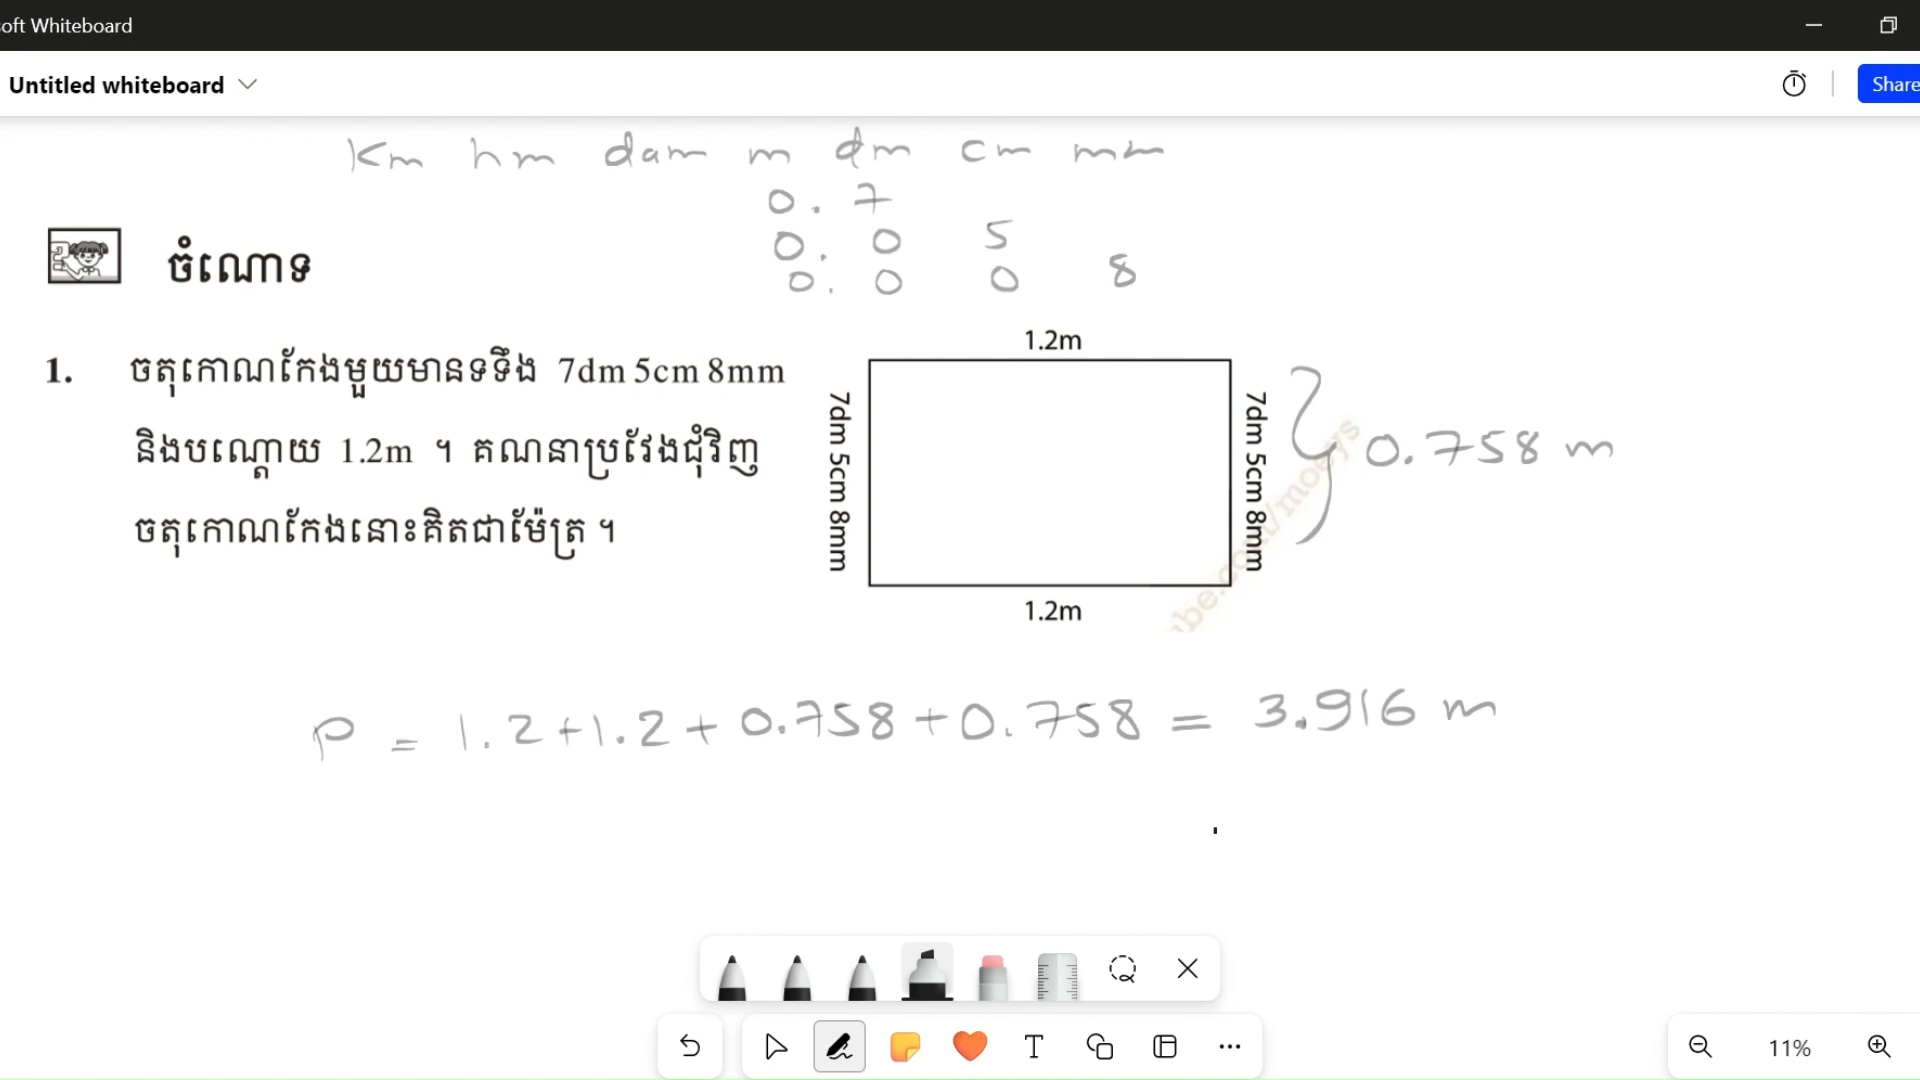 oft Whiteboard
Untitled whiteboard
Share
Km hm dam m dm cm mm
0. 7
0. 0 5
0. 0 0 8
ចំណោទ
1. ចតុកោណកែងមួយមានទទឹង 7dm 5cm 8mm
និងបណ្ដោយ 1.2m ។ គណនាប្រវែងជុំវិញ
ចតុកោណកែងនោះគិតជាម៉ែត្រ ។
1.2m
7dm 5cm 8mm
7dm 5cm 8mm
0.758 m
1.2m
be.com/moeys
P = 1.2+1.2+0.758+0.758 = 3.916 m
11%